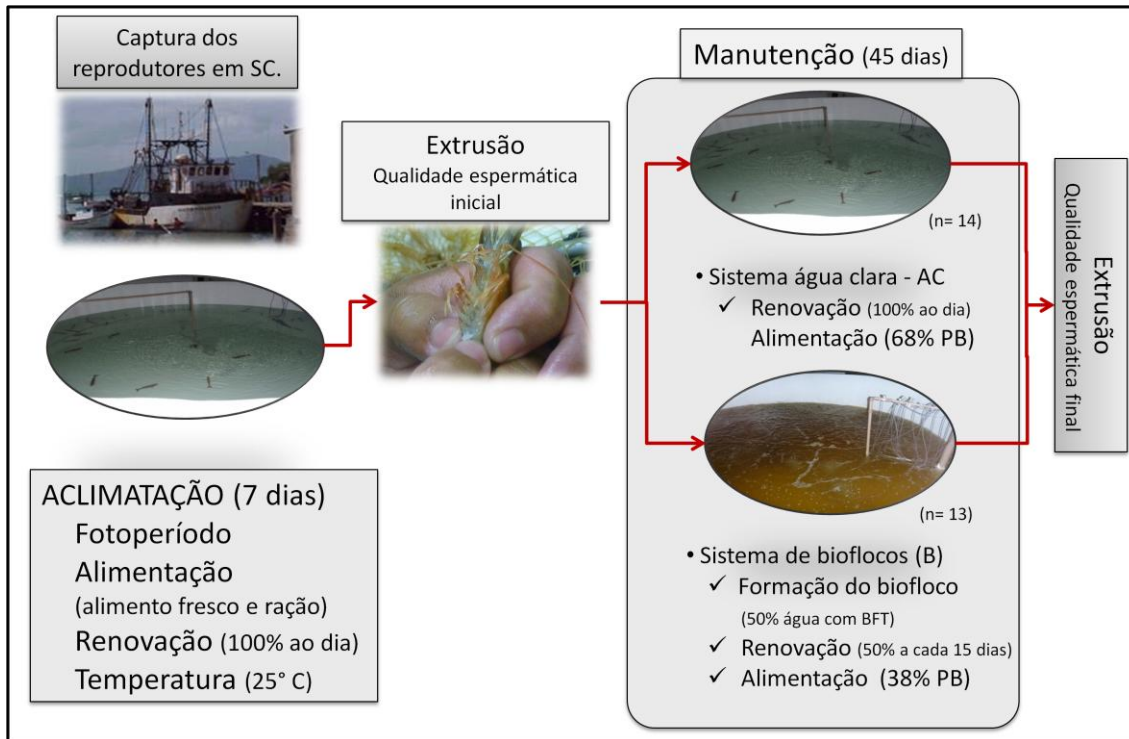 Captura dos
reprodutores em SC.
ACLIMATAÇÃO (7 dias)
Fotoperíodo
Alimentação
(alimento fresco e ração)
Renovação (100% ao dia)
Temperatura (25° C)
Extrusão
Qualidade espermática
inicial
Manutenção (45 dias)
(n= 14)
• Sistema água clara - AC
✓ Renovação (100% ao dia)
Alimentação (68% PB)
(n= 13)
• Sistema de bioflocos (B)
✓ Formação do biofloco
(50% água com BFT)
✓ Renovação (50% a cada 15 dias)
✓ Alimentação (38% PB)
Extrusão
Qualidade espermática final